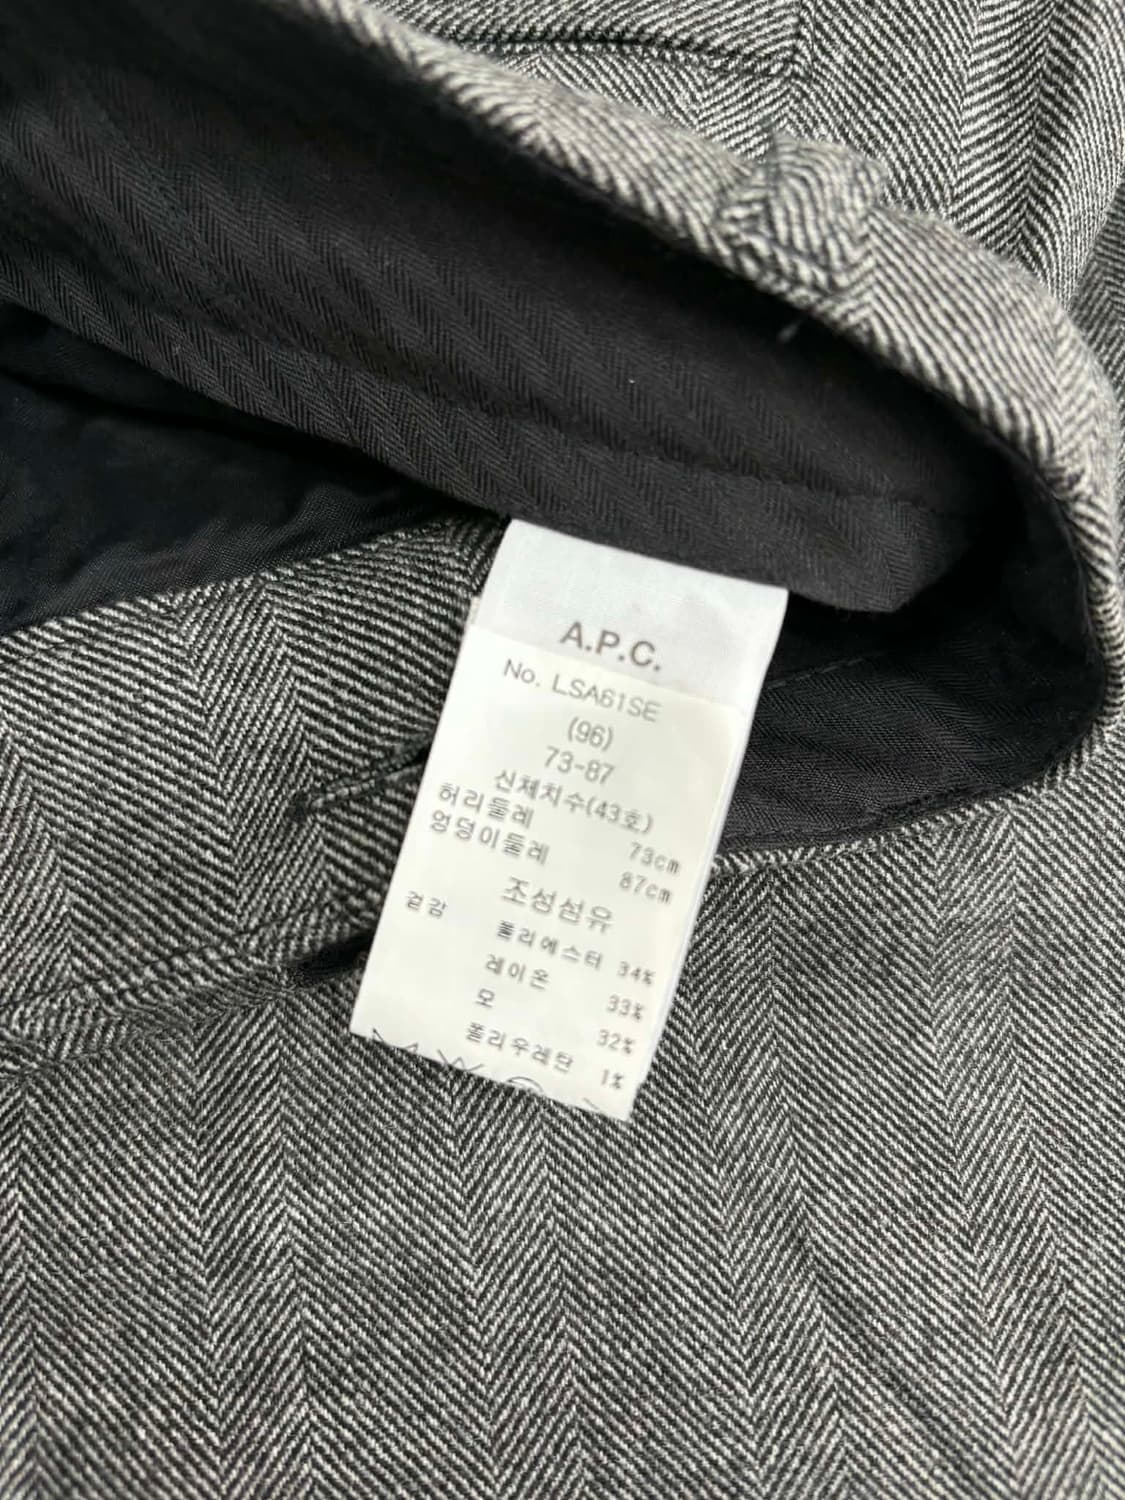 A.P.C.
No. LSA61SE
(96)
73-87
신체치수(43호)
허리둘레 73cm
엉덩이둘레 87cm
조성섬유
겉감 폴리에스터 34%
레이온 33%
모 32%
폴리우레탄 1%